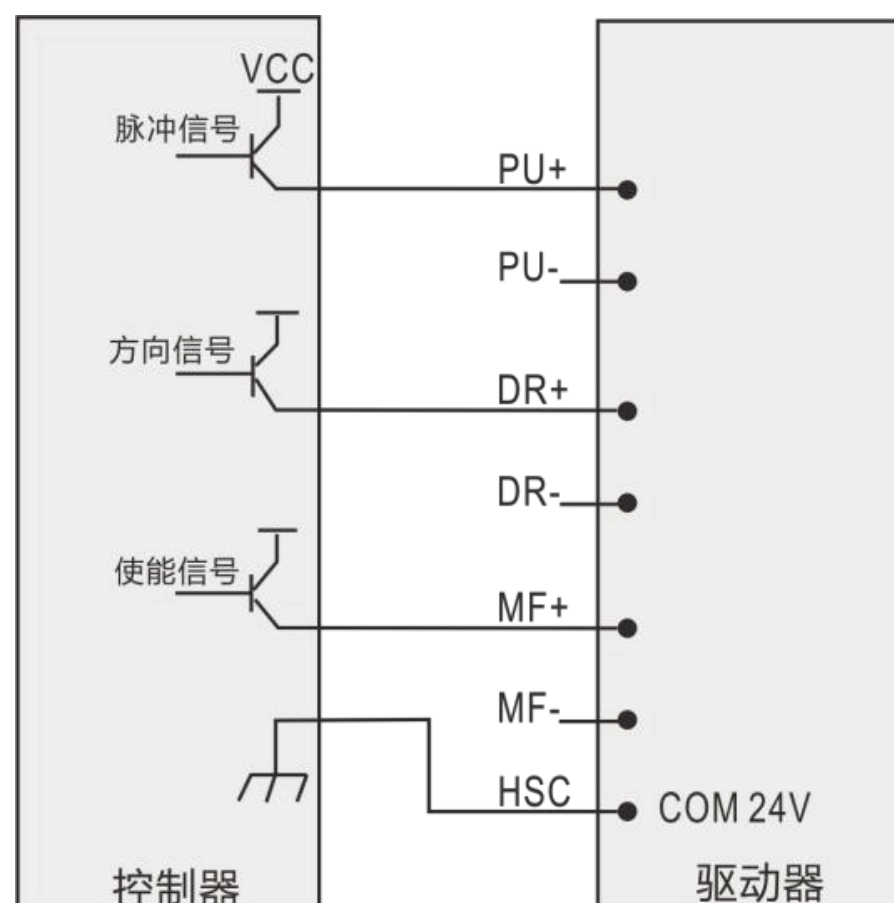 VCC
脉冲信号
PU+
PU-
方向信号
DR+
DR-
使能信号
MF+
MF-
HSC
COM 24V
控制器
驱动器